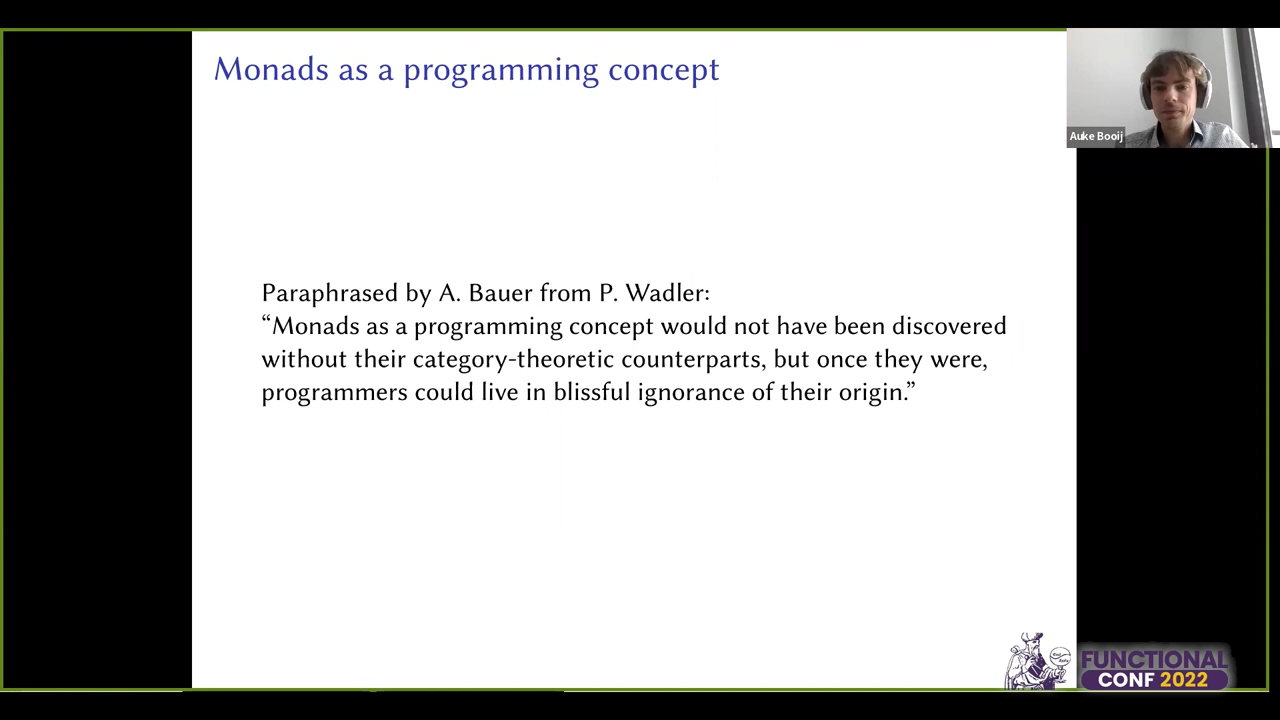 Monads as a programming concept
Auke Booij
Paraphrased by A. Bauer from P. Wadler:
“Monads as a programming concept would not have been discovered
without their category-theoretic counterparts, but once they were,
programmers could live in blissful ignorance of their origin.”
FUNCTIONAL
CONF 2022